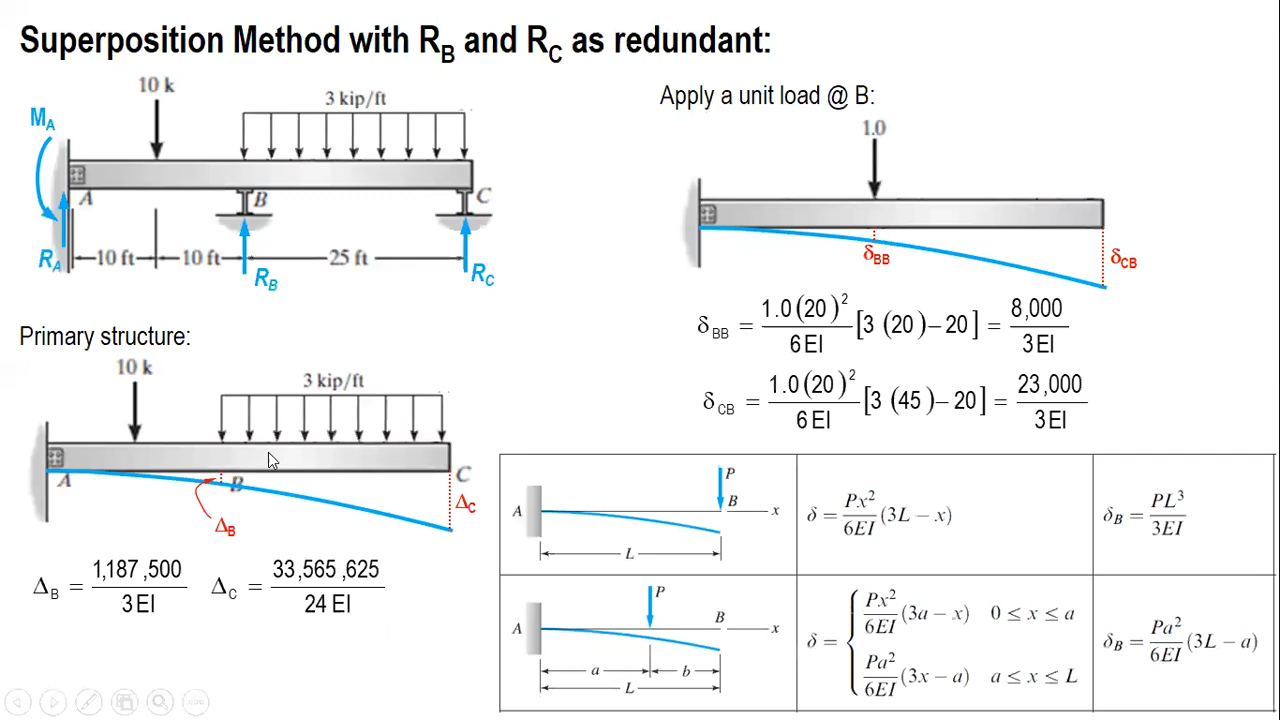 Superposition Method with R_B and R_C as redundant:
10 k
3 kip/ft
M_A
A
B
C
R_A
10 ft
10 ft
25 ft
R_B
R_C
Primary structure:
10 k
3 kip/ft
A
B
C
Δ_B
Δ_C
Δ_B = 1,187,500 / 3EI
Δ_C = 33,565,625 / 24 EI
Apply a unit load @ B:
1.0
δ_BB
δ_CB
δ_BB = 1.0(20)^2 / 6EI [3 (20)–20] = 8,000 / 3EI
δ_CB = 1.0(20)^2 / 6EI [3 (45)–20] = 23,000 / 3EI
P
A
B
x
L
δ = Px^2 / 6EI (3L − x)
δ_B = PL^3 / 3EI
P
A
B
x
a
b
L
δ = { Px^2 / 6EI (3a − x) 0 ≤ x ≤ a
Pa^2 / 6EI (3x − a) a ≤ x ≤ L
δ_B = Pa^2 / 6EI (3L − a)